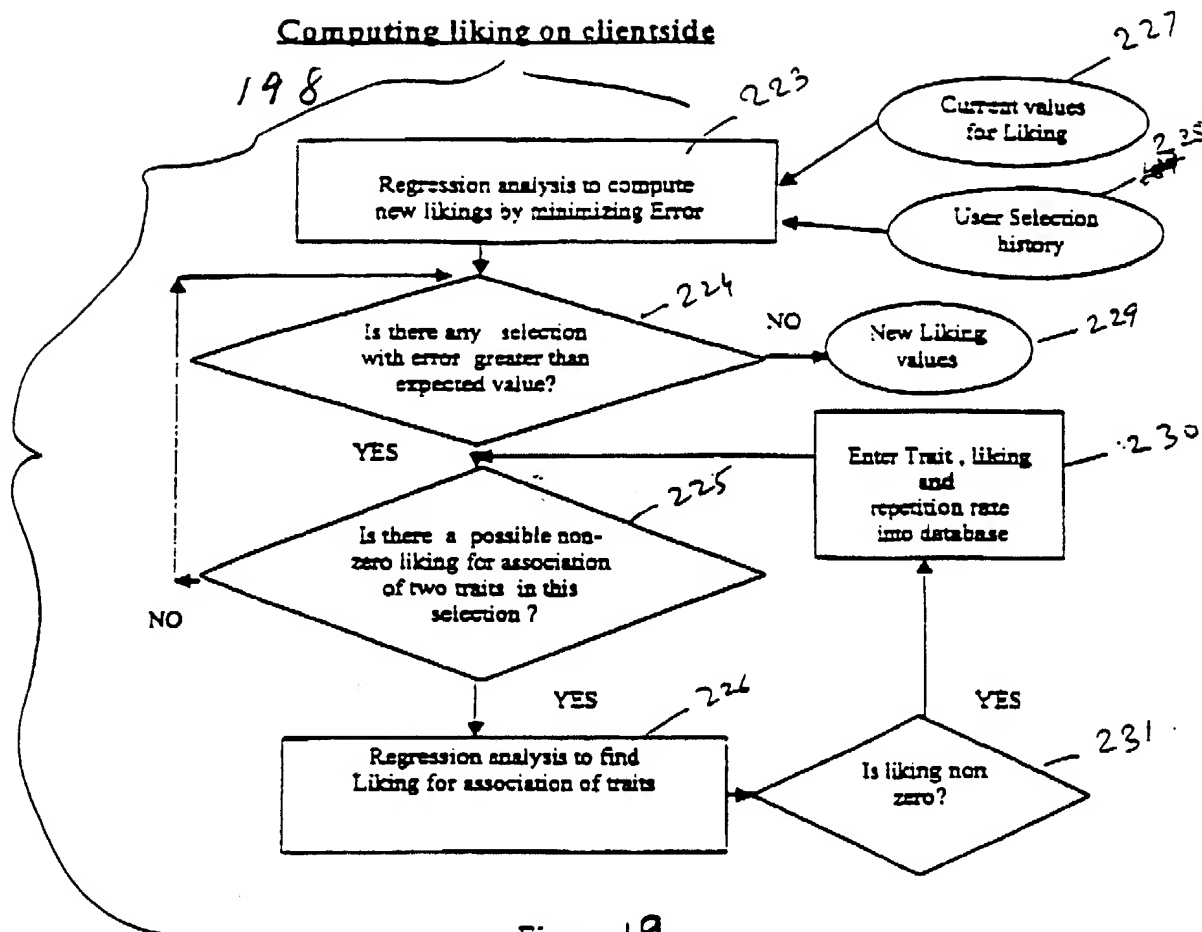 Computing liking on clientside
198
223
227
Current values
for Liking
Regression analysis to compute
new likings by minimizing Error
User Selection
history
224
Is there any selection
with error greater than
expected value?
NO
New Liking
values
229
YES
Enter Trait , liking
and
repetition rate
into database
230
225
Is there a possible non-
zero liking for association
of two traits in this
selection ?
NO
YES
226
Regression analysis to find
Liking for association of traits
YES
Is liking non
zero?
231
19